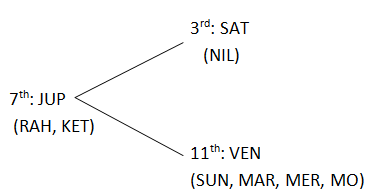 3rd: SAT
(NIL)
7th: JUP
(RAH, KET)
11th: VEN
(SUN, MAR, MER, MO)